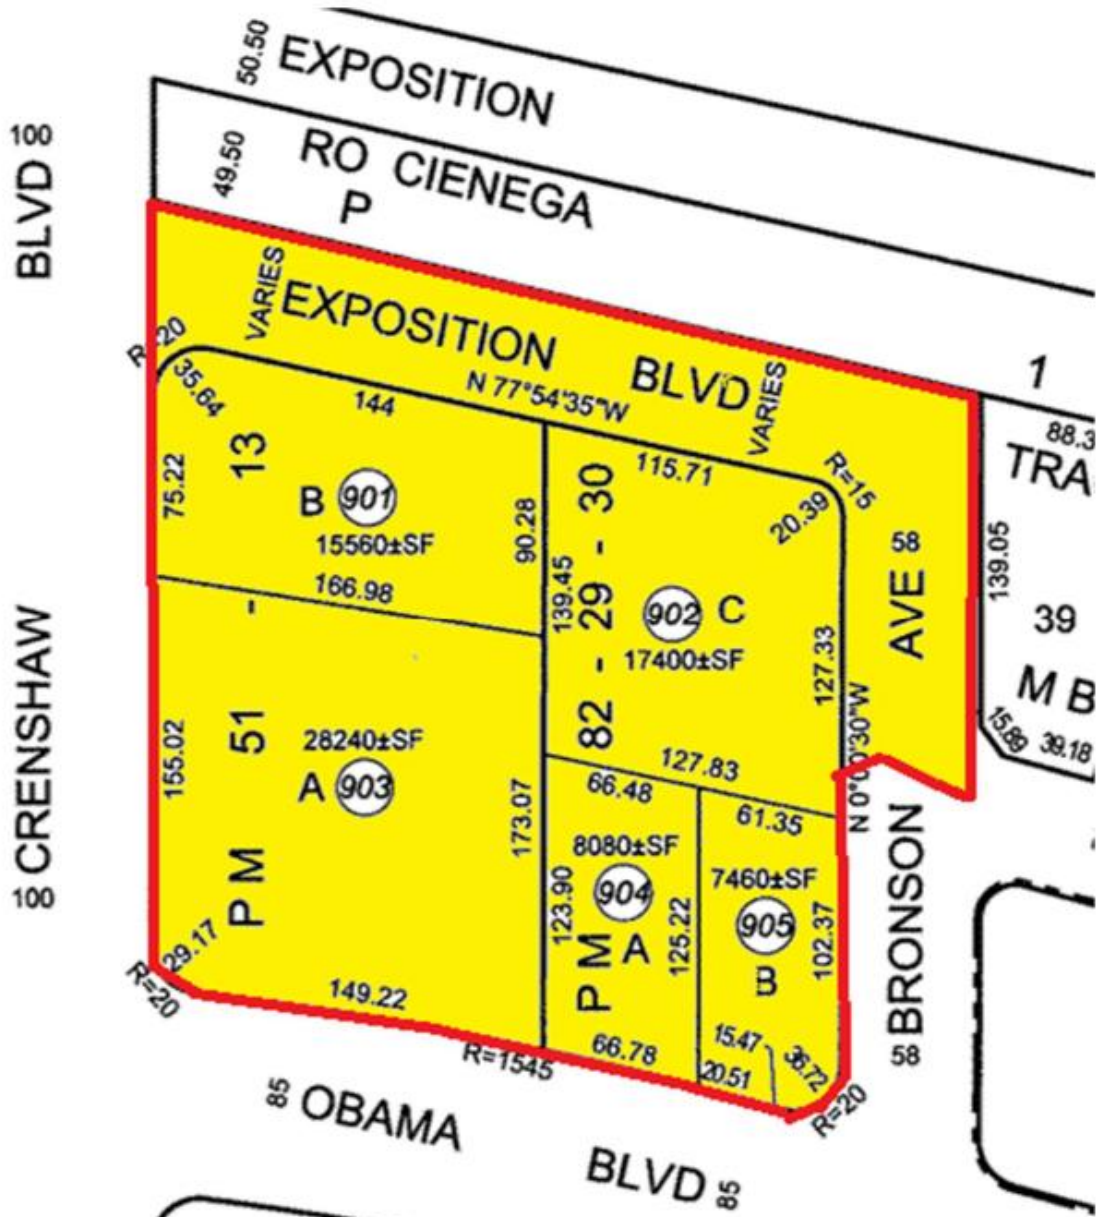 50.50
EXPOSITION
100
BLVD
49.50
RO CIENEGA
P
VARIES
EXPOSITION BLVD
VARIES
1
R=20
35.64
144
N 77°54'35"W
88.3
TRA
13
75.22
B 901
15560±SF
166.98
90.28
139.45
115.71
R=15
20.39
82 - 29 - 30
902 C
17400±SF
127.33
58
AVE
139.05
39
M B
15.89
39.18
CRENSHAW
100
155.02
P M 51 -
28240±SF
A 903
173.07
127.83
66.48
61.35
8080±SF
904
A
123.90
P M
125.22
7460±SF
905
B
102.37
BRONSON
58
29.17
R=20
149.22
R=1545
66.78
15.47
20.51
36.72
R=20
85 OBAMA BLVD 85